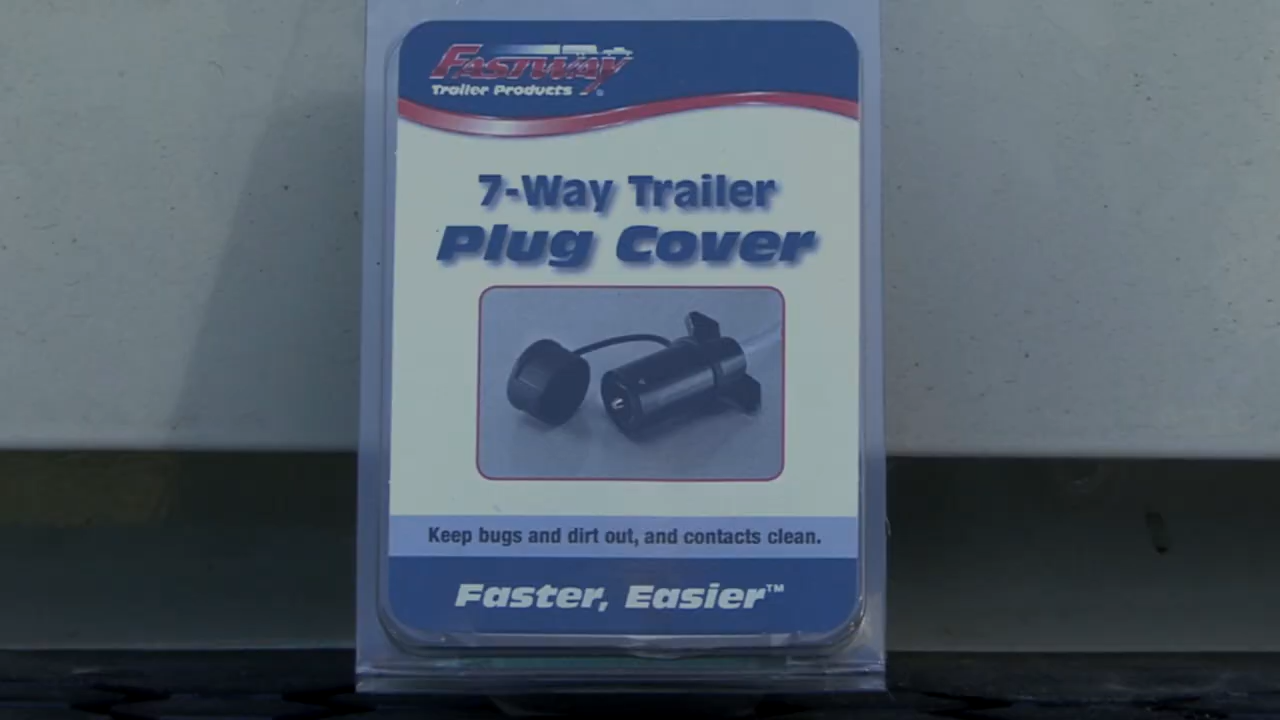 FASTWAY
Trailer Products ®
7-Way Trailer
Plug Cover
Keep bugs and dirt out, and contacts clean.
Faster, Easier™